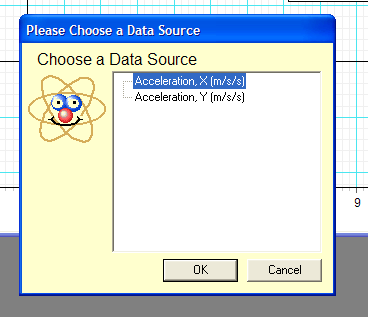 Please Choose a Data Source
Choose a Data Source
Acceleration, X (m/s/s)
Acceleration, Y (m/s/s)
9
OK Cancel